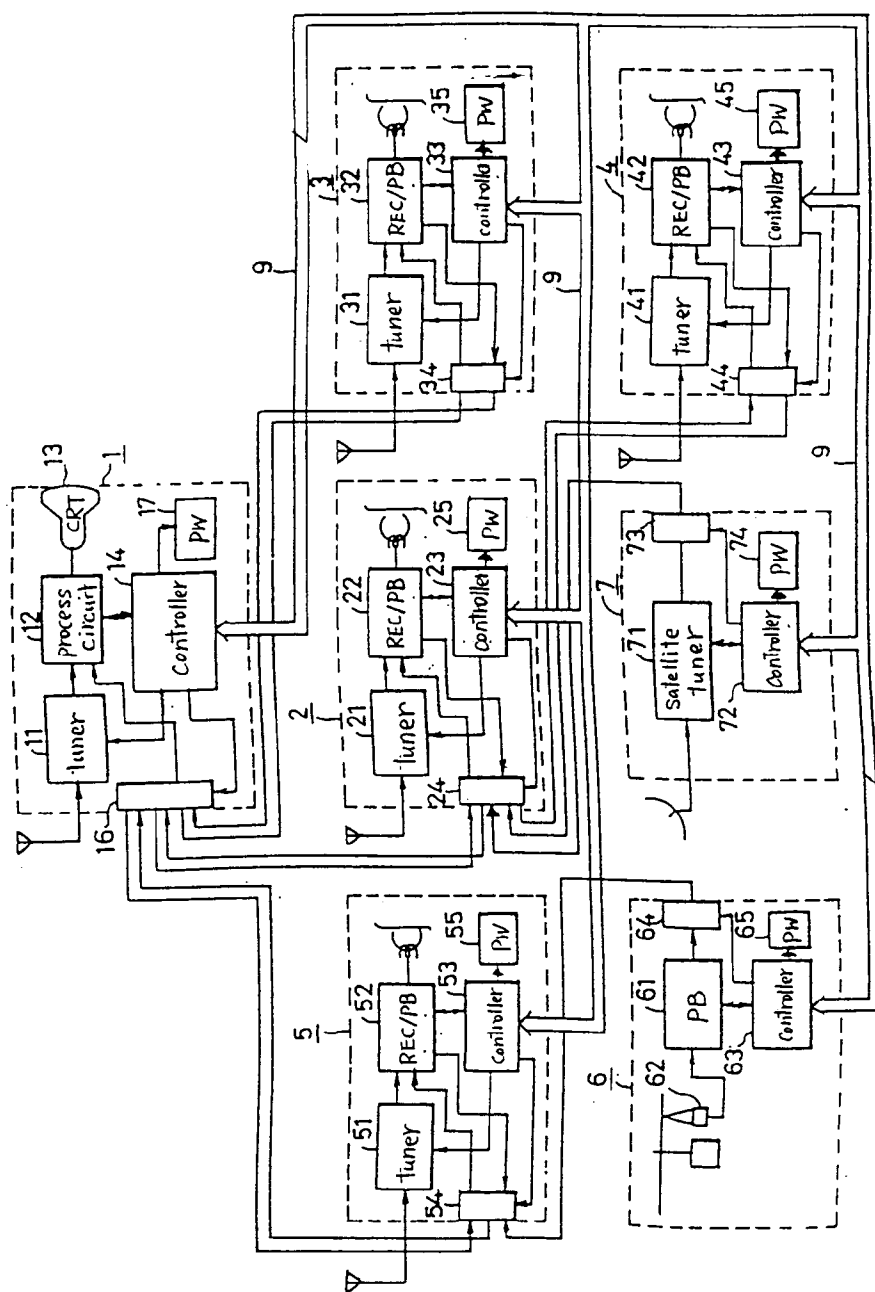 1
11
tuner
12
process
circuit
13
CRT
14
controller
16
17
PW
9
3
31
tuner
32
REC/PB
33
controlle
34
35
PW
2
21
tuner
22
REC/PB
23
controller
24
25
PW
9
4
41
tuner
42
REC/PB
43
controller
44
45
PW
5
51
tuner
52
REC/PB
53
controller
54
55
PW
7
71
satellite
tuner
72
controller
73
74
PW
9
6
61
PB
62
63
controller
64
65
PW